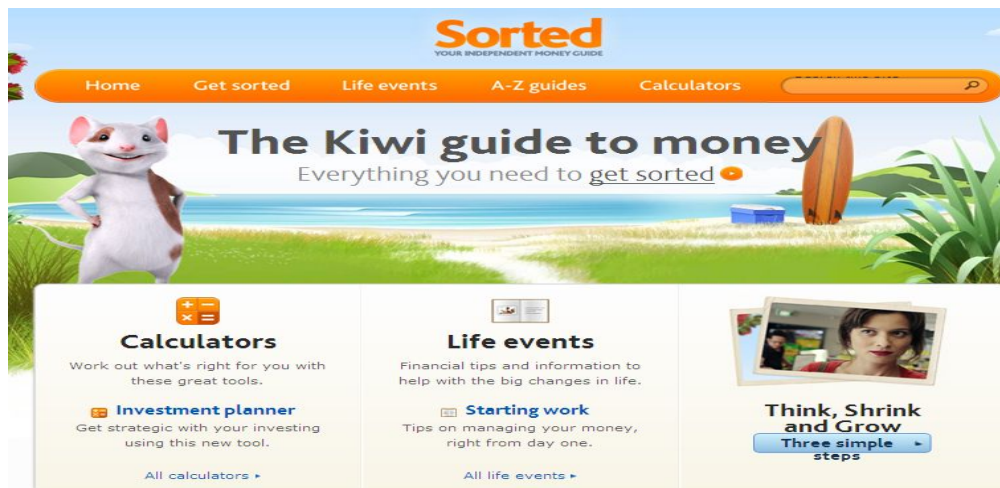 Sorted
YOUR INDEPENDENT MONEY GUIDE
Home Get sorted Life events A-Z guides Calculators
The Kiwi guide to money
Everything you need to get sorted
Calculators
Work out what's right for you with
these great tools.
Investment planner
Get strategic with your investing
using this new tool.
All calculators
Life events
Financial tips and information to
help with the big changes in life.
Starting work
Tips on managing your money,
right from day one.
All life events
Think, Shrink
and Grow
Three simple
steps